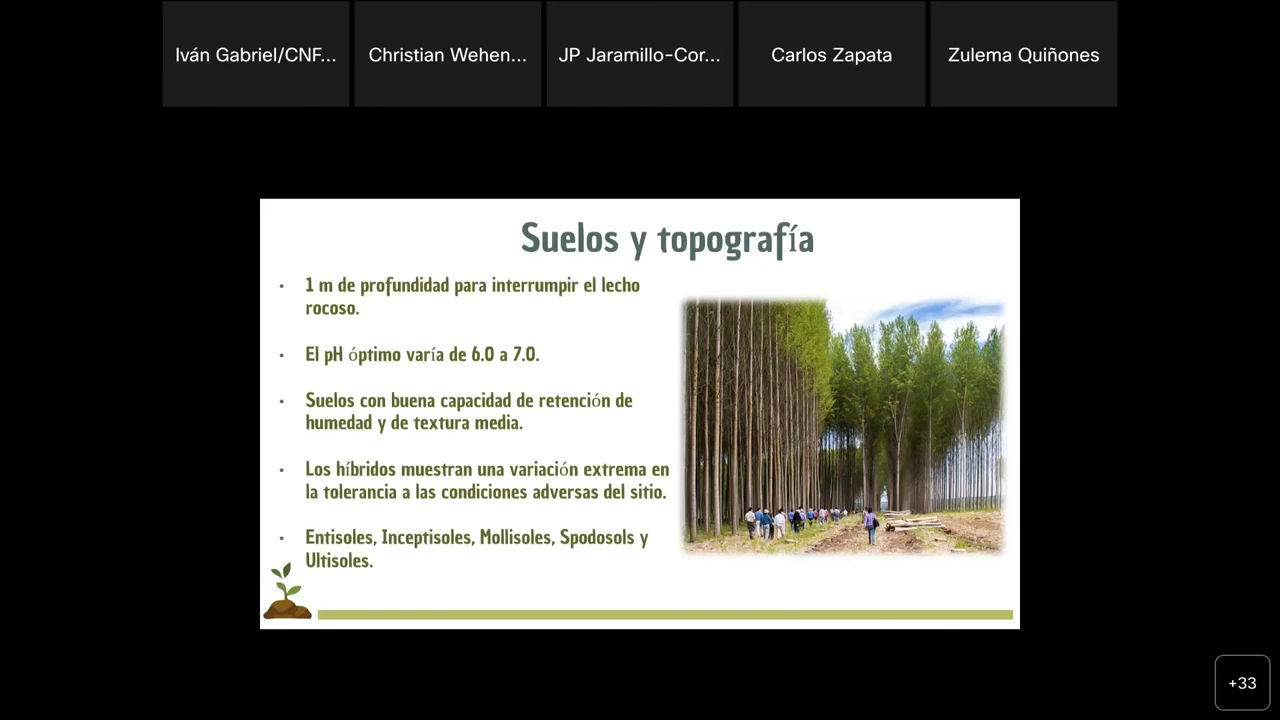 Iván Gabriel/CNF...
Christian Wehen...
JP Jaramillo-Cor...
Carlos Zapata
Zulema Quiñones
Suelos y topografía
• 1 m de profundidad para interrumpir el lecho
rocoso.
• El pH óptimo varía de 6.0 a 7.0.
• Suelos con buena capacidad de retención de
humedad y de textura media.
• Los híbridos muestran una variación extrema en
la tolerancia a las condiciones adversas del sitio.
• Entisoles, Inceptisoles, Mollisoles, Spodosols y
Ultisoles.
+33